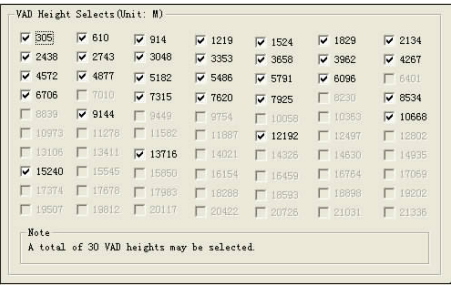 VAD Height Selects(Unit: M)
305 610 914 1219 1524 1829 2134
2438 2743 3048 3353 3658 3962 4267
4572 4877 5182 5486 5791 6096 6401
6706 7010 7315 7620 7925 8230 8534
8839 9144 9449 9754 10058 10363 10668
10973 11278 11582 11887 12192 12497 12802
13106 13411 13716 14021 14326 14630 14935
15240 15545 15850 16154 16459 16764 17069
17374 17678 17983 18288 18593 18898 19202
19507 19812 20117 20422 20726 21031 21336
Note
A total of 30 VAD heights may be selected.